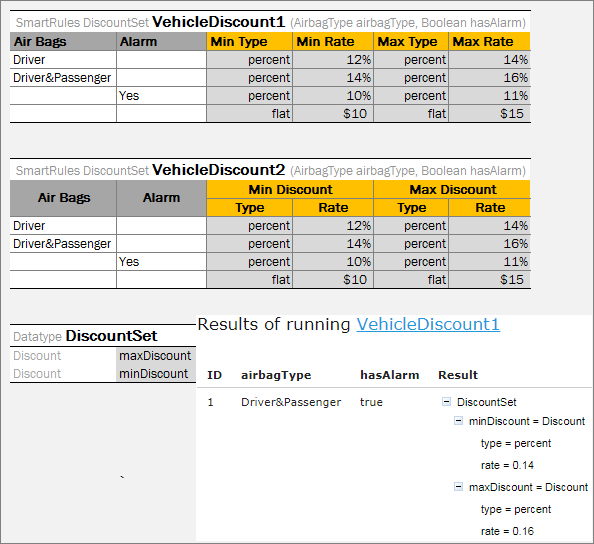 SmartRules DiscountSet VehicleDiscount1 (AirbagType airbagType, Boolean hasAlarm)
Air Bags Alarm Min Type Min Rate Max Type Max Rate
Driver percent 12% percent 14%
Driver&Passenger percent 14% percent 16%
Yes percent 10% percent 11%
flat $10 flat $15
SmartRules DiscountSet VehicleDiscount2 (AirbagType airbagType, Boolean hasAlarm)
Air Bags Alarm Min Discount Max Discount
Type Rate Type Rate
Driver percent 12% percent 14%
Driver&Passenger percent 14% percent 16%
Yes percent 10% percent 11%
flat $10 flat $15
Datatype DiscountSet
Discount maxDiscount
Discount minDiscount
Results of running VehicleDiscount1
ID airbagType hasAlarm Result
1 Driver&Passenger true DiscountSet
minDiscount = Discount
type = percent
rate = 0.14
maxDiscount = Discount
type = percent
rate = 0.16
`